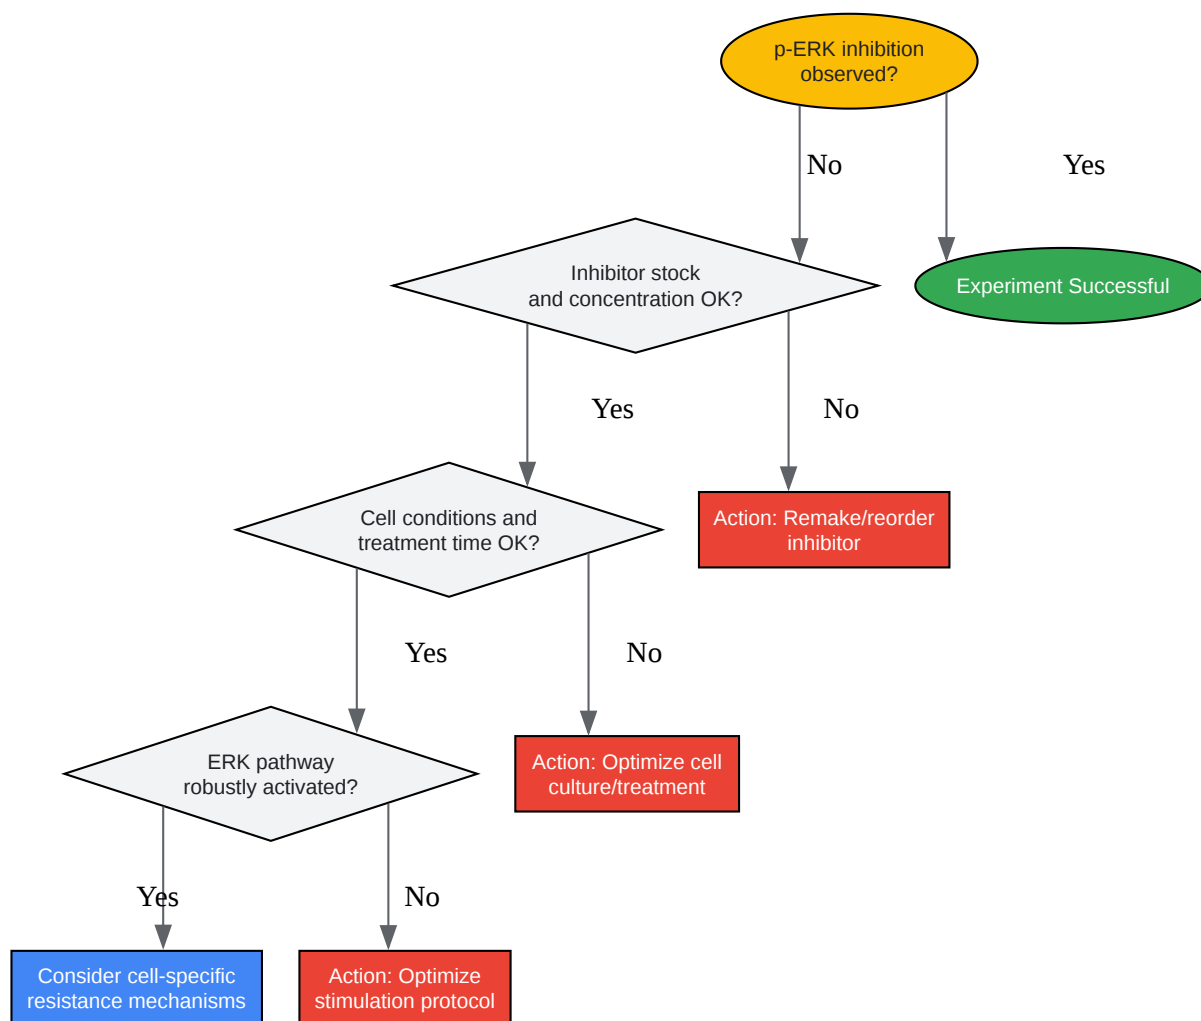 p-ERK inhibition
observed?
No
Yes
Inhibitor stock
and concentration OK?
Experiment Successful
Yes
No
Cell conditions and
treatment time OK?
Action: Remake/reorder
inhibitor
Yes
No
ERK pathway
robustly activated?
Action: Optimize cell
culture/treatment
Yes
No
Consider cell-specific
resistance mechanisms
Action: Optimize
stimulation protocol